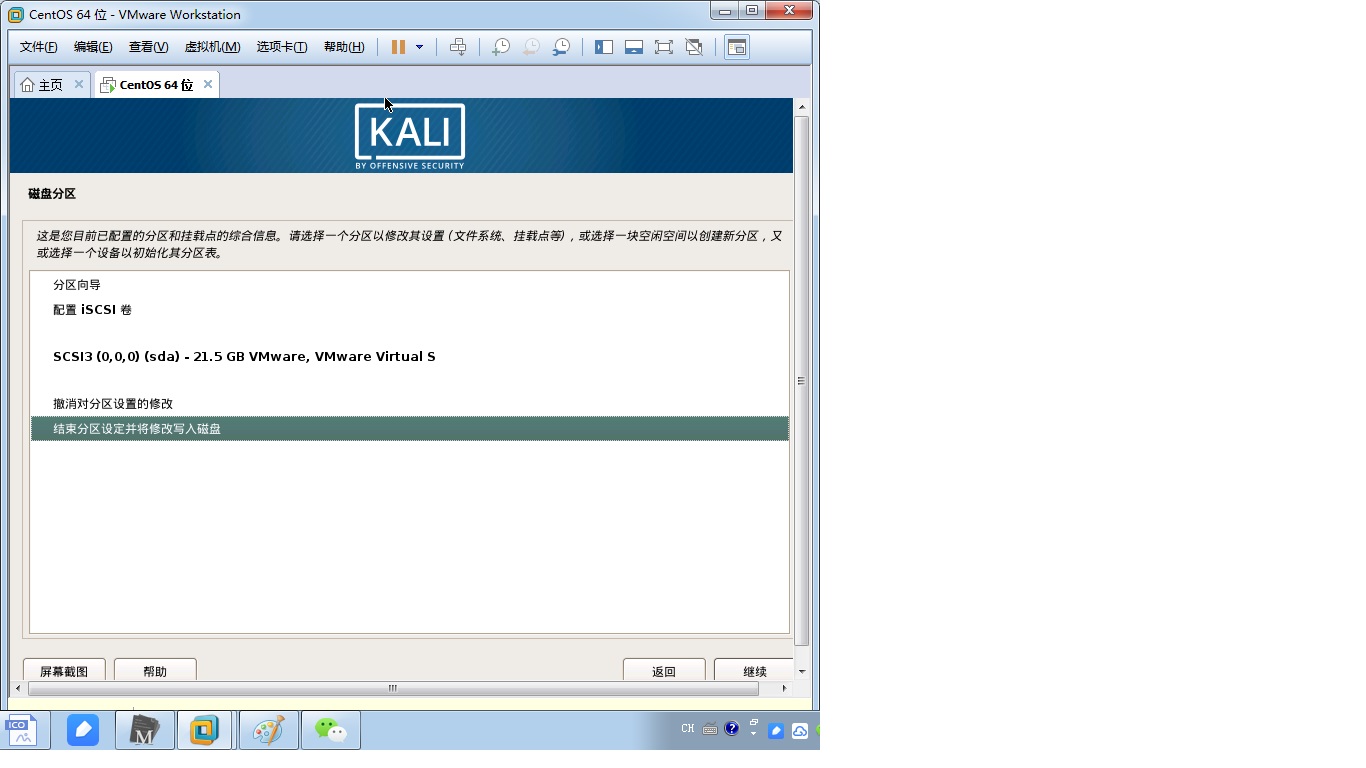 CentOS 64 位 - VMware Workstation
文件(F) 编辑(E) 查看(V) 虚拟机(M) 选项卡(T) 帮助(H)
主页 CentOS 64 位
KALI
BY OFFENSIVE SECURITY
磁盘分区
这是您目前已配置的分区和挂载点的综合信息。请选择一个分区以修改其设置 (文件系统、挂载点等)，或选择一块空闲空间以创建新分区，又
或选择一个设备以初始化其分区表。
分区向导
配置 iSCSI 卷
SCSI3 (0,0,0) (sda) - 21.5 GB VMware, VMware Virtual S
撤消对分区设置的修改
结束分区设定并将修改写入磁盘
屏幕截图 帮助 返回 继续
ICO M CH